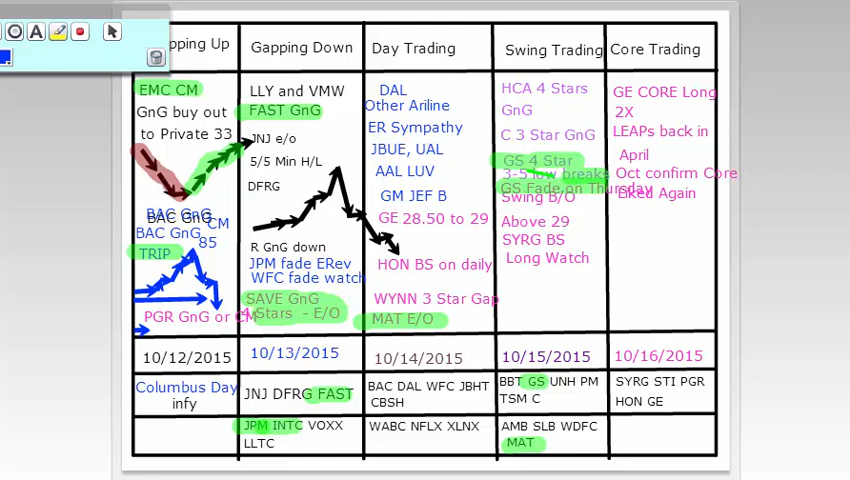 A
pping Up
Gapping Down
Day Trading
Swing Trading
Core Trading
EMC CM
GnG buy out
to Private 33
BAC GnG
BAC GnG
CM
BAC GnG
85
TRIP
PGR GnG or CM
LLY and VMW
FAST GnG
JNJ e/o
5/5 Min H/L
DFRG
R GnG down
JPM fade ERev
WFC fade watch
SAVE GnG
4 Stars - E/O
DAL
Other Ariline
ER Sympathy
JBUE, UAL
AAL LUV
GM JEF B
GE 28.50 to 29
HON BS on daily
WYNN 3 Star Gap
MAT E/O
HCA 4 Stars
GnG
C 3 Star GnG
GS 4 Star
3-5 low breaks
GS Fade on Thursday
Swing B/O
Above 29
SYRG BS
Long Watch
GE CORE Long
2X
LEAPs back in
April
Oct confirm Core
Liked Again
10/12/2015
10/13/2015
10/14/2015
10/15/2015
10/16/2015
Columbus Day
infy
JNJ DFRG FAST
BAC DAL WFC JBHT
CBSH
BBT GS UNH PM
TSM C
SYRG STI PGR
HON GE
JPM INTC VOXX
LLTC
WABC NFLX XLNX
AMB SLB WDFC
MAT